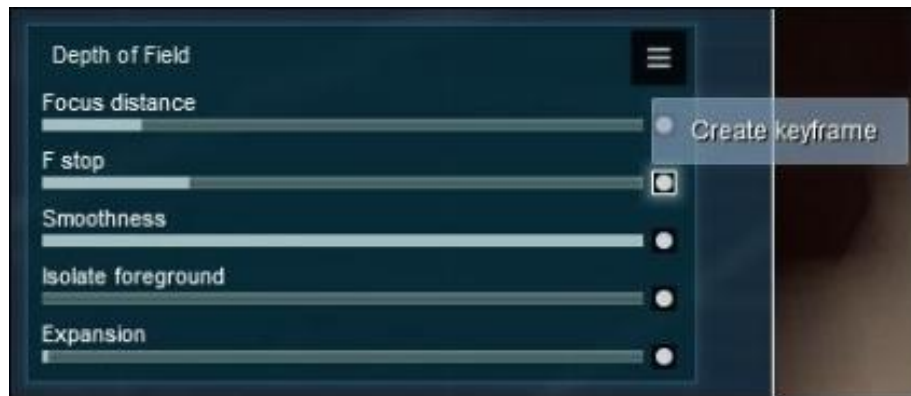 Depth of Field
Focus distance
Create keyframe
F stop
Smoothness
Isolate foreground
Expansion